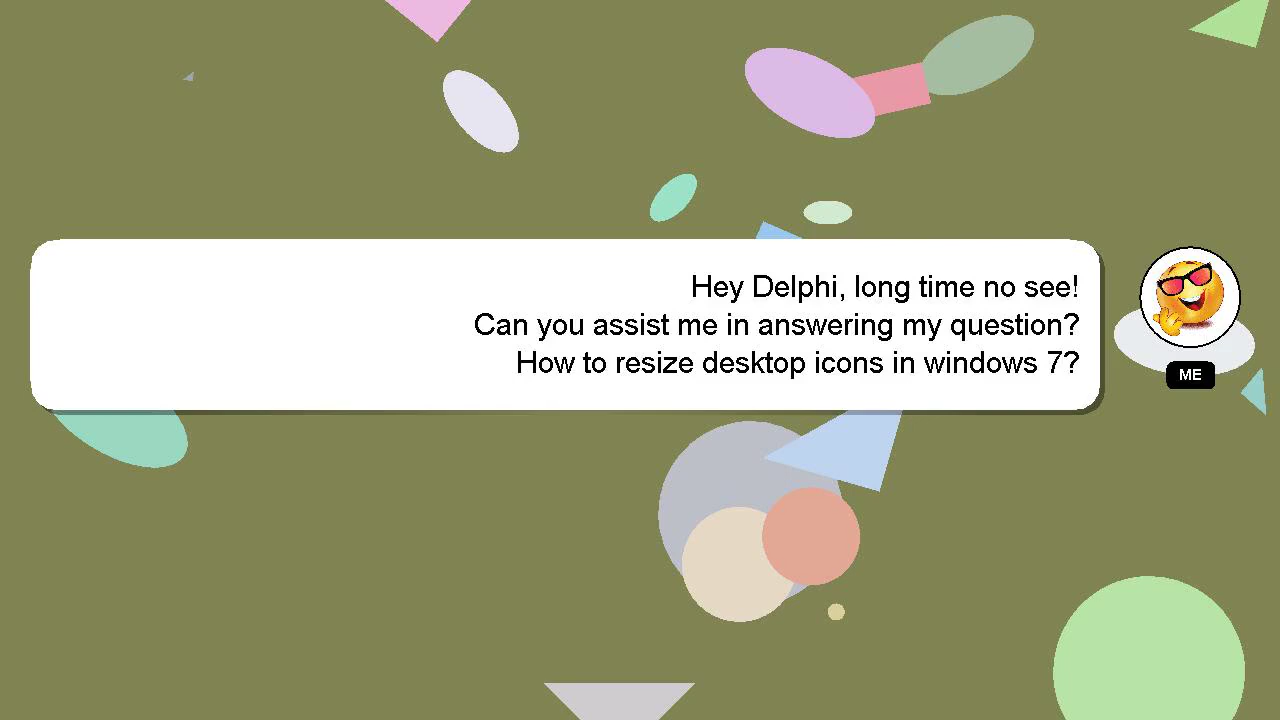 Hey Delphi, long time no see!
Can you assist me in answering my question?
How to resize desktop icons in windows 7?
ME